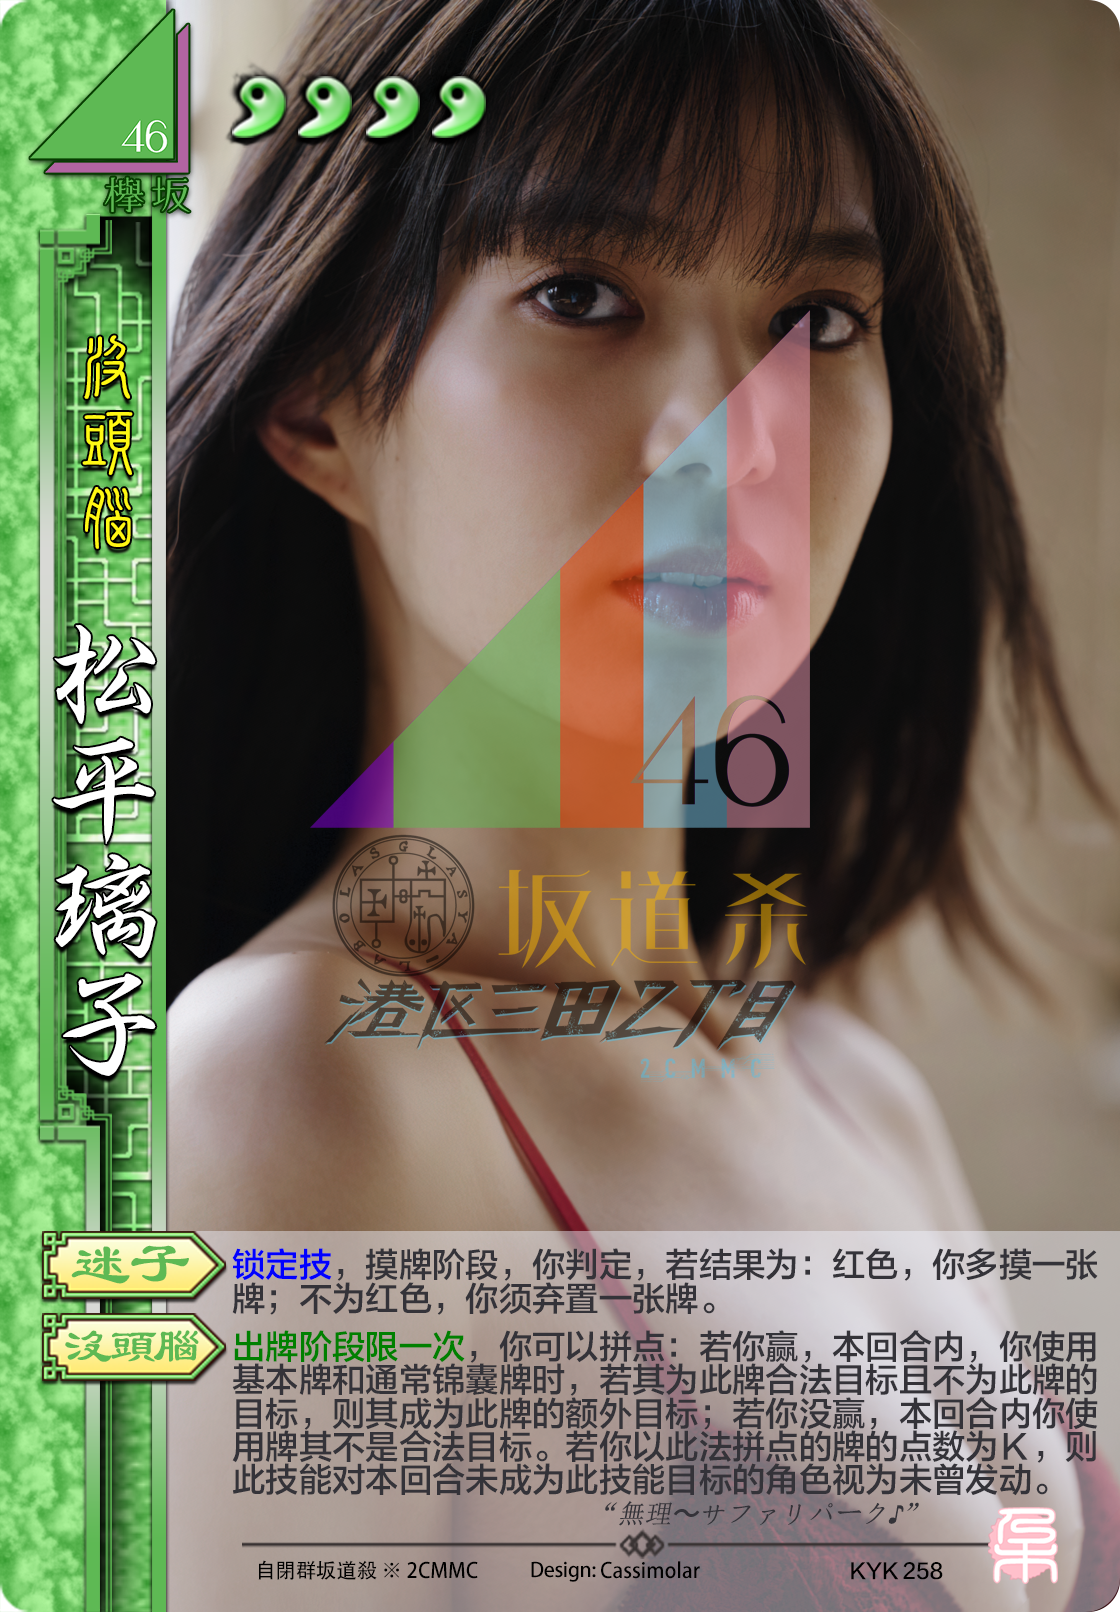 46
欅坂
没頭腦
松平璃子
46
GLASYALABOLAS
坂道杀
港区三田2丁目
2.C.M.M.C
迷子
锁定技，摸牌阶段，你判定，若结果为：红色，你多摸一张
牌；不为红色，你须弃置一张牌。
没頭腦
出牌阶段限一次，你可以拼点：若你赢，本回合内，你使用
基本牌和通常锦囊牌时，若其为此牌合法目标且不为此牌的
目标，则其成为此牌的额外目标；若你没赢，本回合内你使
用牌其不是合法目标。若你以此法拼点的牌的点数为K，则
此技能对本回合未成为此技能目标的角色视为未曾发动。
“無理～サファリパーク♪”
自閉群坂道殺 ※ 2CMMC
Design: Cassimolar
KYK 258